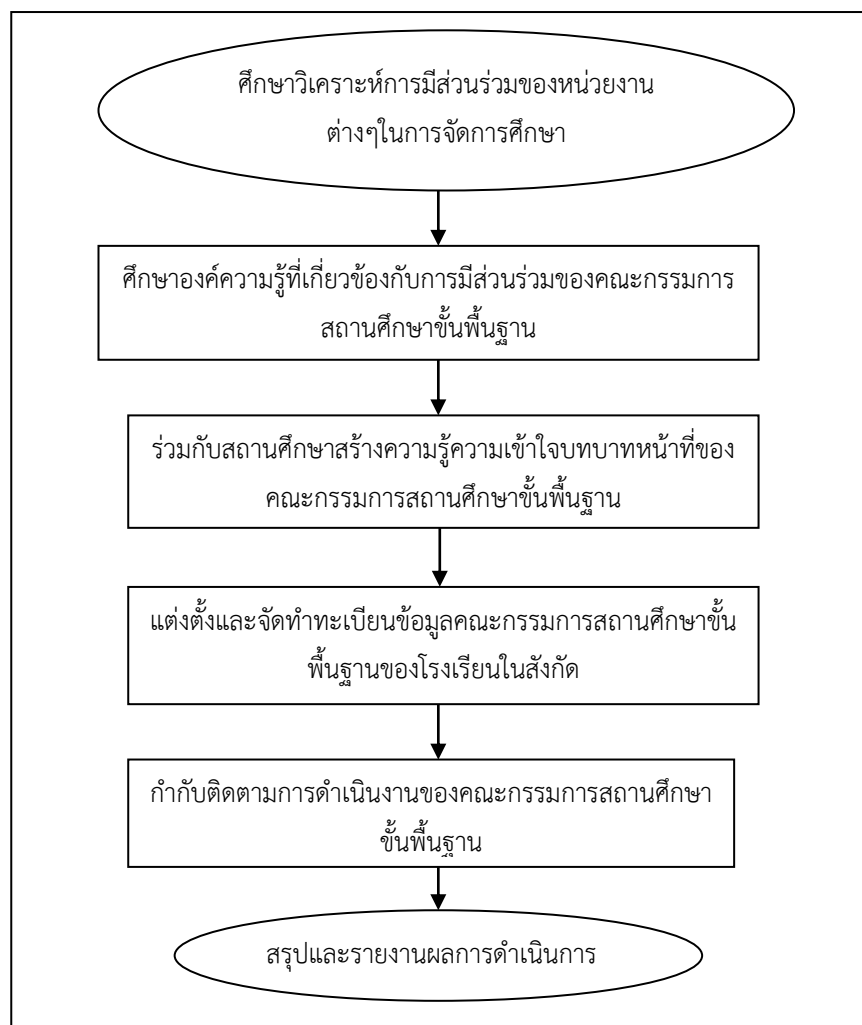 ศึกษาวิเคราะห์การมีส่วนร่วมของหน่วยงาน
ต่างๆในการจัดการศึกษา
ศึกษาองค์ความรู้ที่เกี่ยวข้องกับการมีส่วนร่วมของคณะกรรมการ
สถานศึกษาขั้นพื้นฐาน
ร่วมกับสถานศึกษาสร้างความรู้ความเข้าใจบทบาทหน้าที่ของ
คณะกรรมการสถานศึกษาขั้นพื้นฐาน
แต่งตั้งและจัดทำทะเบียนข้อมูลคณะกรรมการสถานศึกษาขั้น
พื้นฐานของโรงเรียนในสังกัด
กำกับติดตามการดำเนินงานของคณะกรรมการสถานศึกษา
ขั้นพื้นฐาน
สรุปและรายงานผลการดำเนินการ